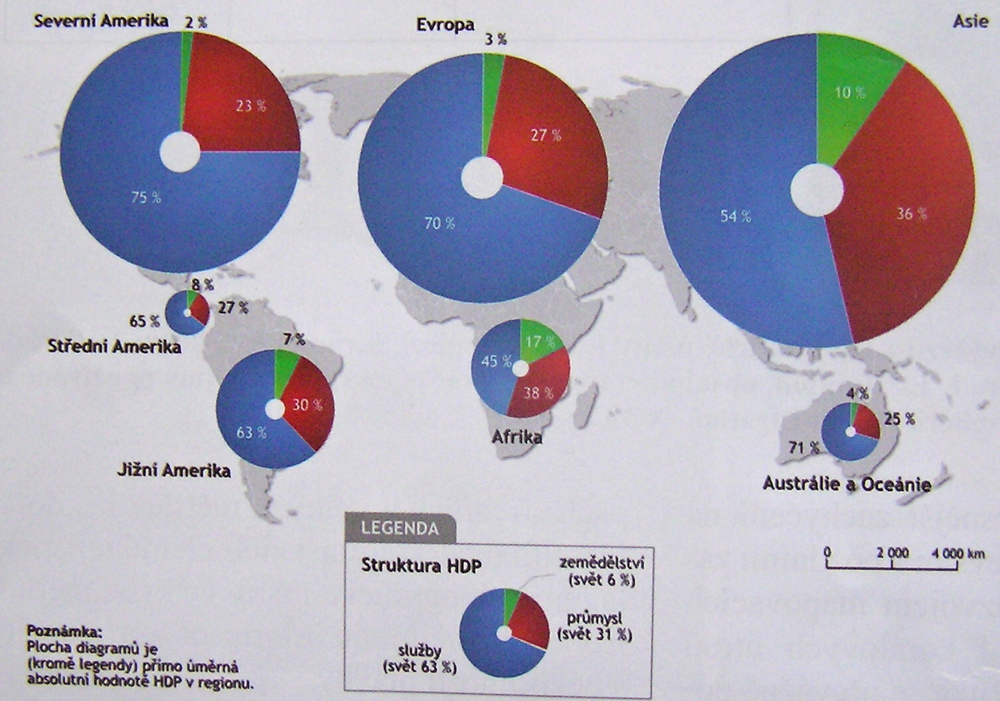 Severní Amerika
2 %
23 %
75 %
Evropa
3 %
27 %
70 %
Asie
10 %
36 %
54 %
8 %
27 %
65 %
Střední Amerika
7 %
30 %
63 %
Jižní Amerika
17 %
45 %
38 %
Afrika
4 %
25 %
71 %
Austrálie a Oceánie
0 2 000 4 000 km
LEGENDA
Struktura HDP
zemědělství
(svět 6 %)
průmysl
(svět 31 %)
služby
(svět 63 %)
Poznámka:
Plocha diagramů je
(kromě legendy) přímo úměrná
absolutní hodnotě HDP v regionu.